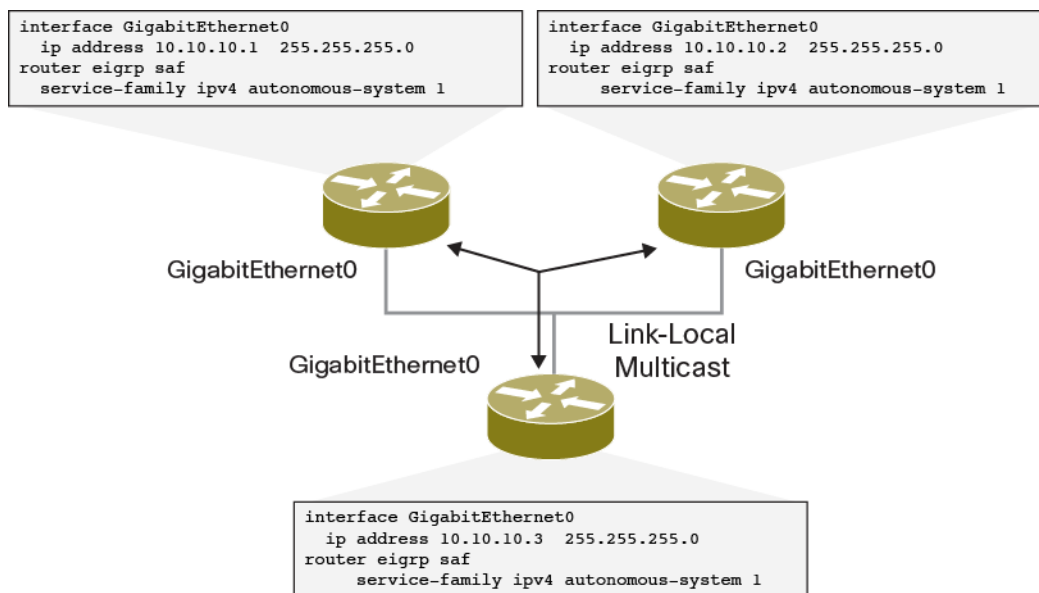 interface GigabitEthernet0
ip address 10.10.10.1 255.255.255.0
router eigrp saf
service-family ipv4 autonomous-system 1
interface GigabitEthernet0
ip address 10.10.10.2 255.255.255.0
router eigrp saf
service-family ipv4 autonomous-system 1
GigabitEthernet0
GigabitEthernet0
Link-Local
Multicast
GigabitEthernet0
interface GigabitEthernet0
ip address 10.10.10.3 255.255.255.0
router eigrp saf
service-family ipv4 autonomous-system 1